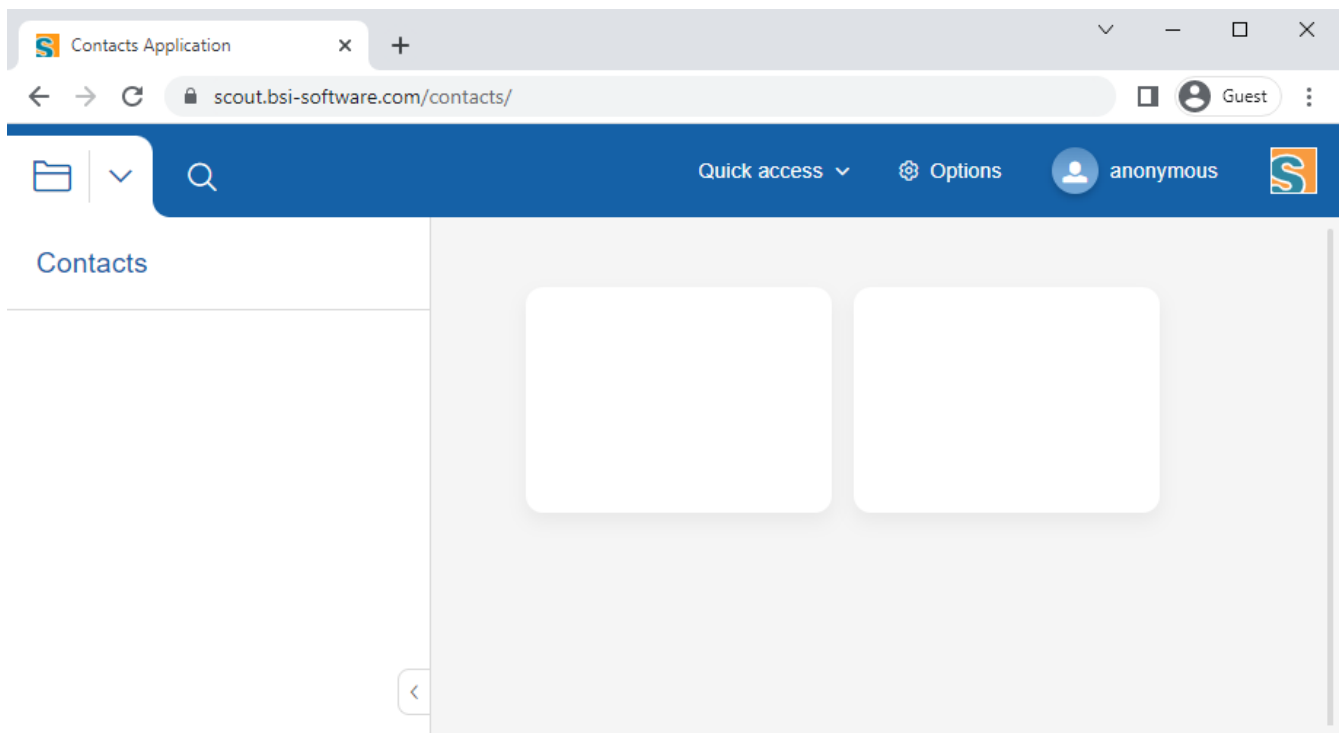 Contacts Application
scout.bsi-software.com/contacts/
Guest
Quick access
Options
anonymous
Contacts